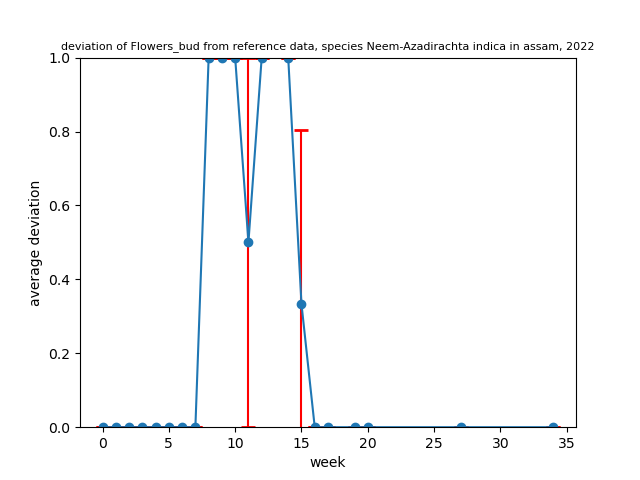 deviation of Flowers_bud from reference data, species Neem-Azadirachta indica in assam, 2022
1.0
0.8
0.6
0.4
0.2
0.0
average deviation
0 5 10 15 20 25 30 35
week